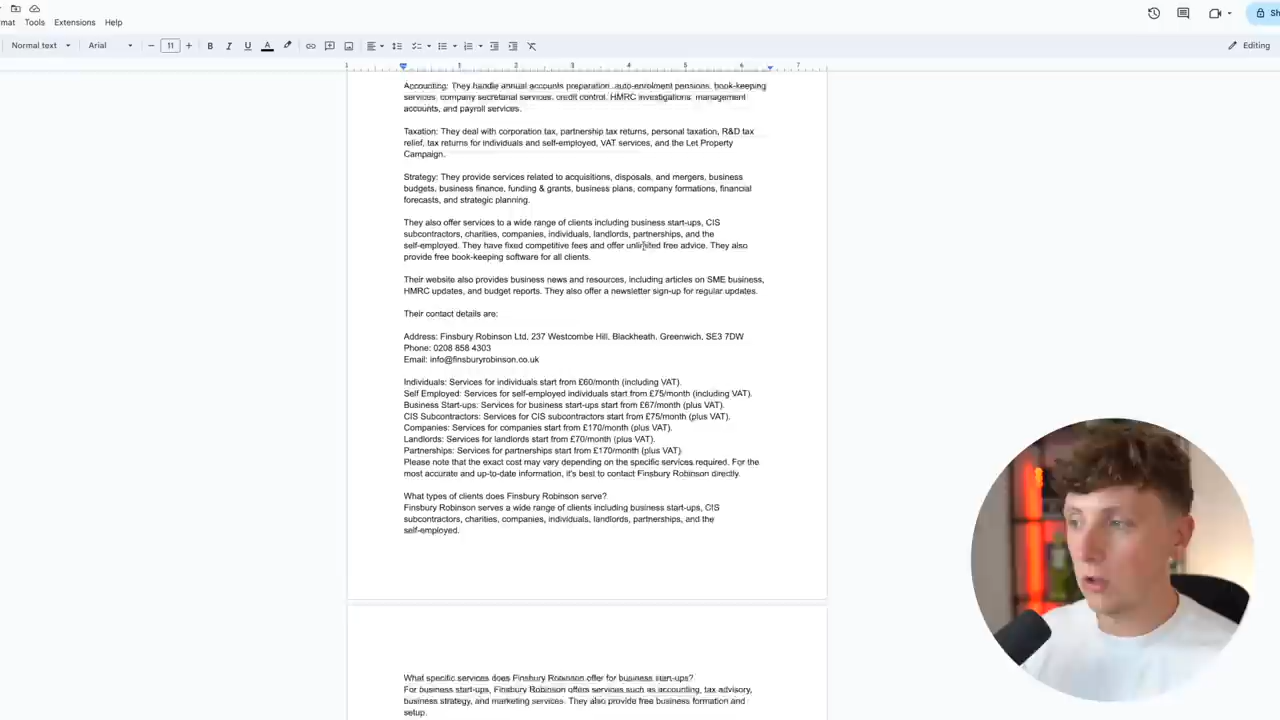 rmat Tools Extensions Help
Sh
Normal text Arial 11 B I U A Editing
1 1 2 3 4 5 6 7
Accounting: They handle annual accounts preparation, auto-enrolment pensions, book-keeping
services, company secretarial services, credit control, HMRC investigations, management
accounts, and payroll services.
Taxation: They deal with corporation tax, partnership tax returns, personal taxation, R&D tax
relief, tax returns for individuals and self-employed, VAT services, and the Let Property
Campaign.
Strategy: They provide services related to acquisitions, disposals, and mergers, business
budgets, business finance, funding & grants, business plans, company formations, financial
forecasts, and strategic planning.
They also offer services to a wide range of clients including business start-ups, CIS
subcontractors, charities, companies, individuals, landlords, partnerships, and the
self-employed. They have fixed competitive fees and offer unlimited free advice. They also
provide free book-keeping software for all clients.
Their website also provides business news and resources, including articles on SME business,
HMRC updates, and budget reports. They also offer a newsletter sign-up for regular updates.
Their contact details are:
Address: Finsbury Robinson Ltd, 237 Westcombe Hill, Blackheath, Greenwich, SE3 7DW
Phone: 0208 858 4303
Email: info@finsburyrobinson.co.uk
Individuals: Services for individuals start from £60/month (including VAT).
Self Employed: Services for self-employed individuals start from £75/month (including VAT).
Business Start-ups: Services for business start-ups start from £67/month (plus VAT).
CIS Subcontractors: Services for CIS subcontractors start from £75/month (plus VAT).
Companies: Services for companies start from £170/month (plus VAT).
Landlords: Services for landlords start from £70/month (plus VAT).
Partnerships: Services for partnerships start from £170/month (plus VAT).
Please note that the exact cost may vary depending on the specific services required. For the
most accurate and up-to-date information, it's best to contact Finsbury Robinson directly.
What types of clients does Finsbury Robinson serve?
Finsbury Robinson serves a wide range of clients including business start-ups, CIS
subcontractors, charities, companies, individuals, landlords, partnerships, and the
self-employed.
What specific services does Finsbury Robinson offer for business start-ups?
For business start-ups, Finsbury Robinson offers services such as accounting, tax advisory,
business strategy, and marketing services. They also provide free business formation and
setup.